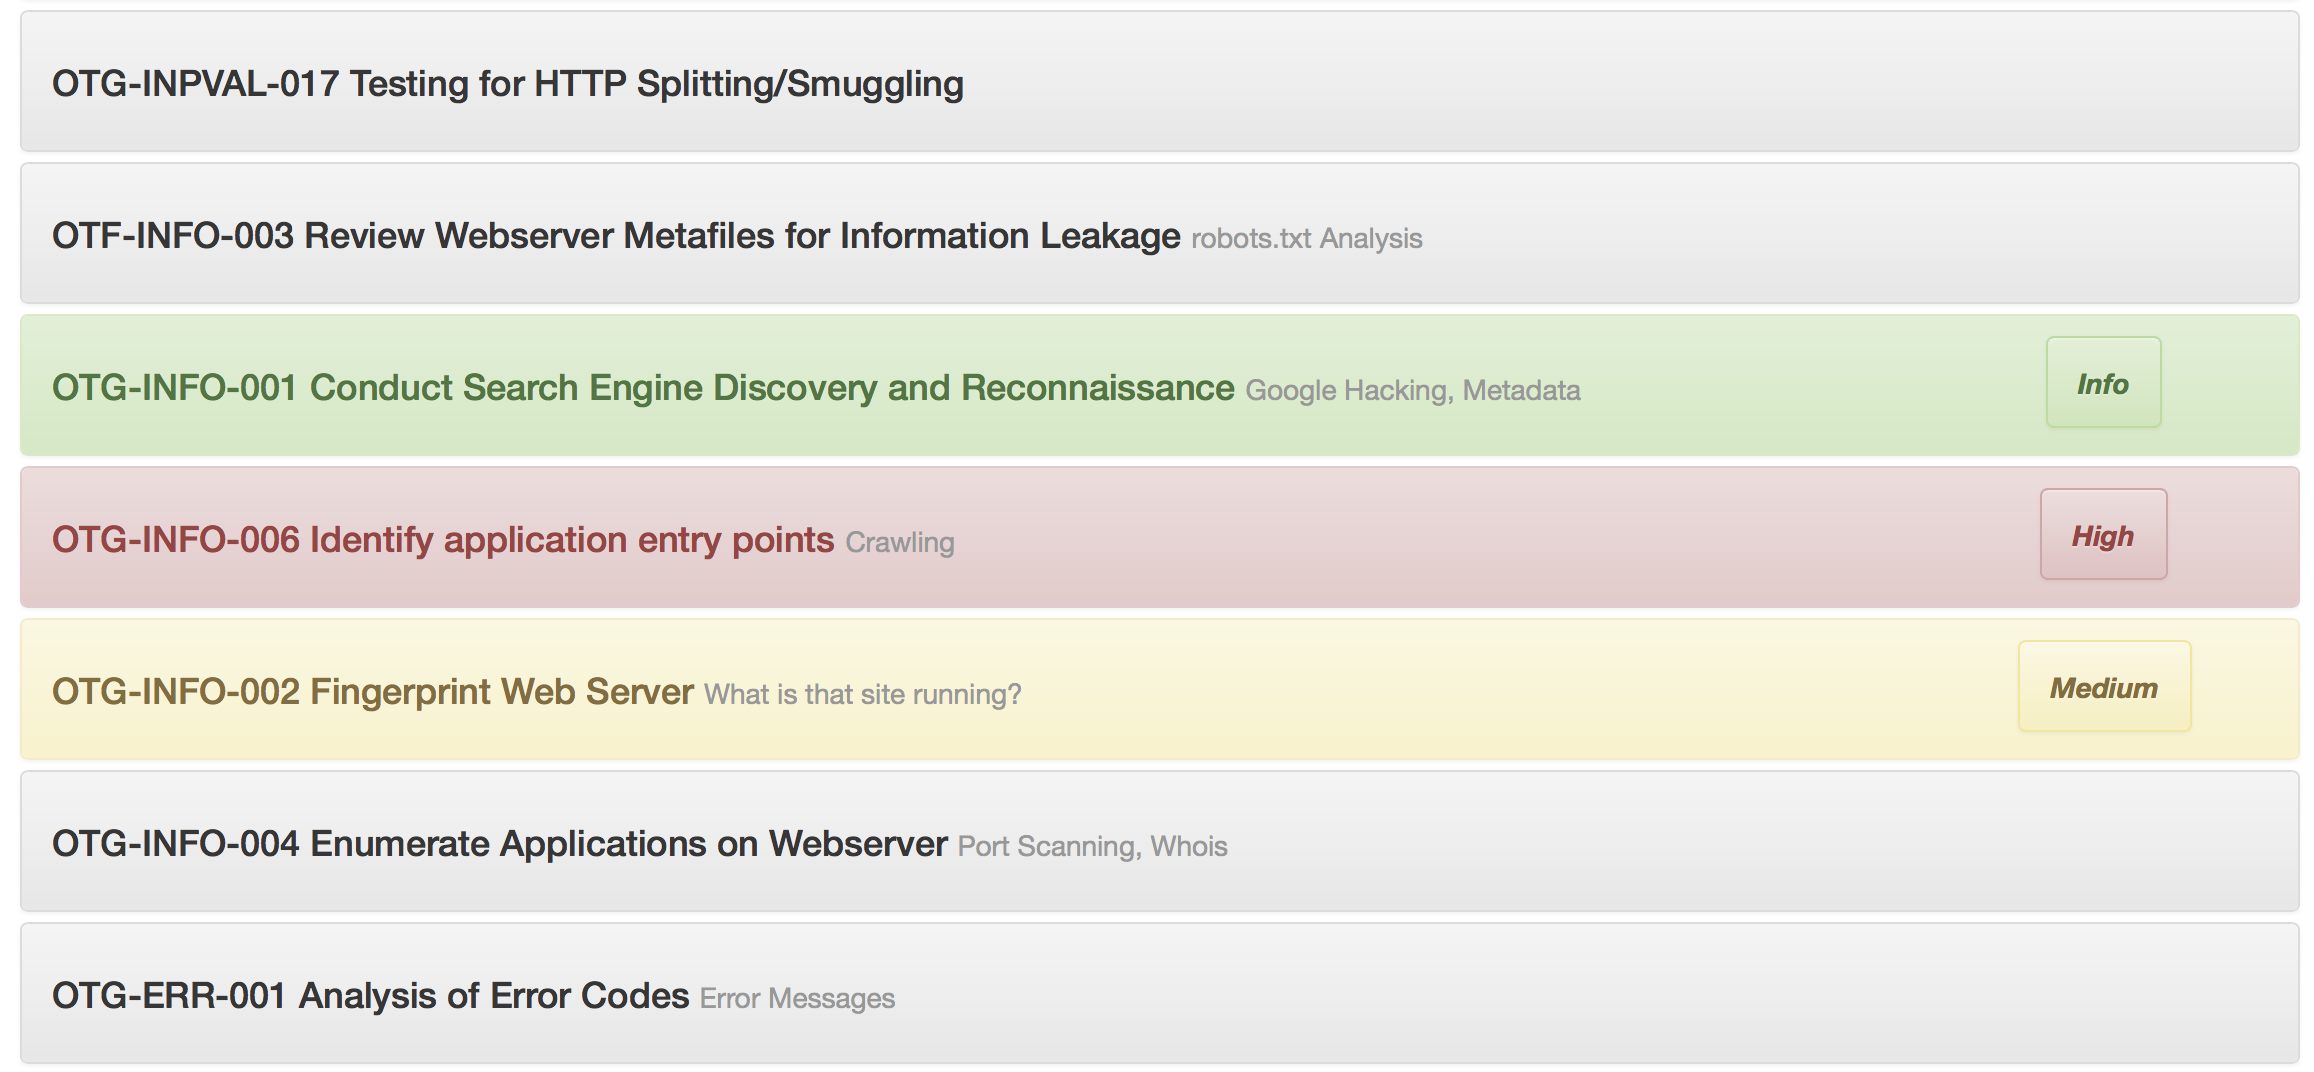 OTG-INPVAL-017 Testing for HTTP Splitting/Smuggling
OTF-INFO-003 Review Webserver Metafiles for Information Leakage robots.txt Analysis
OTG-INFO-001 Conduct Search Engine Discovery and Reconnaissance Google Hacking, Metadata Info
OTG-INFO-006 Identify application entry points Crawling High
OTG-INFO-002 Fingerprint Web Server What is that site running? Medium
OTG-INFO-004 Enumerate Applications on Webserver Port Scanning, Whois
OTG-ERR-001 Analysis of Error Codes Error Messages